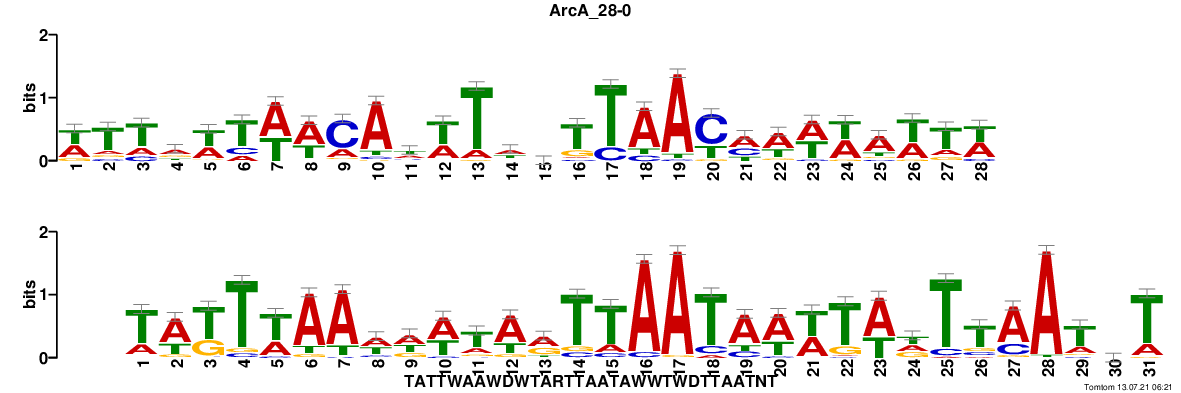 ArcA_28-0
2
1
0
bits
1 2 3 4 5 6 7 8 9 10 11 12 13 14 15 16 17 18 19 20 21 22 23 24 25 26 27 28
2
1
0
bits
1 2 3 4 5 6 7 8 9 10 11 12 13 14 15 16 17 18 19 20 21 22 23 24 25 26 27 28 29 30 31
TATTWAAWDWTARTTAATAWWTWDTTAATNT
Tomtom 13.07.21 06:21